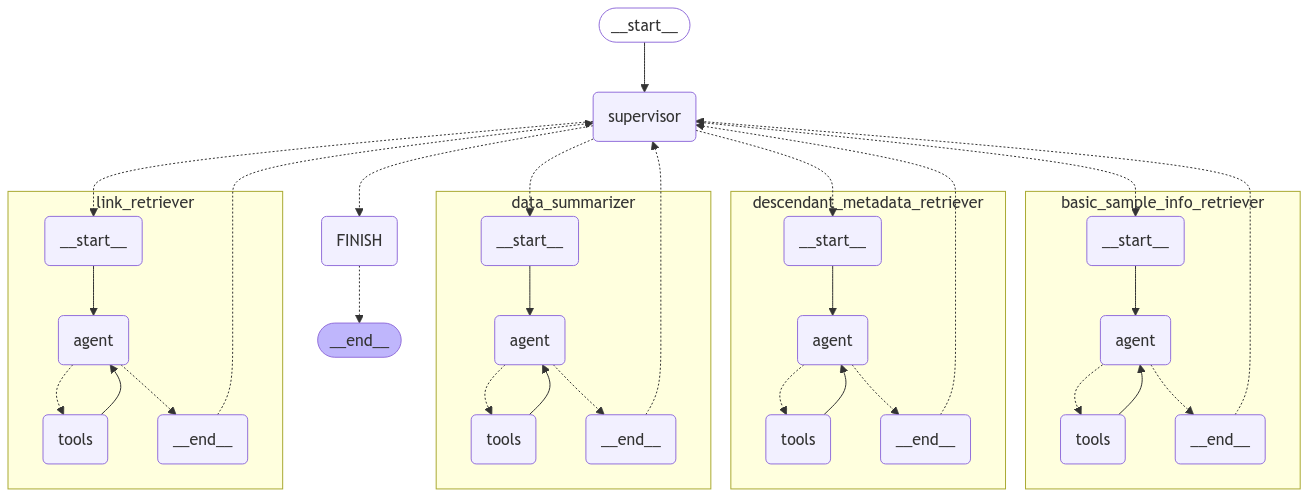 __start__
supervisor
link_retriever
data_summarizer
descendant_metadata_retriever
basic_sample_info_retriever
__start__
FINISH
__start__
__start__
__start__
agent
__end__
agent
agent
agent
tools
__end__
tools
__end__
tools
__end__
tools
__end__